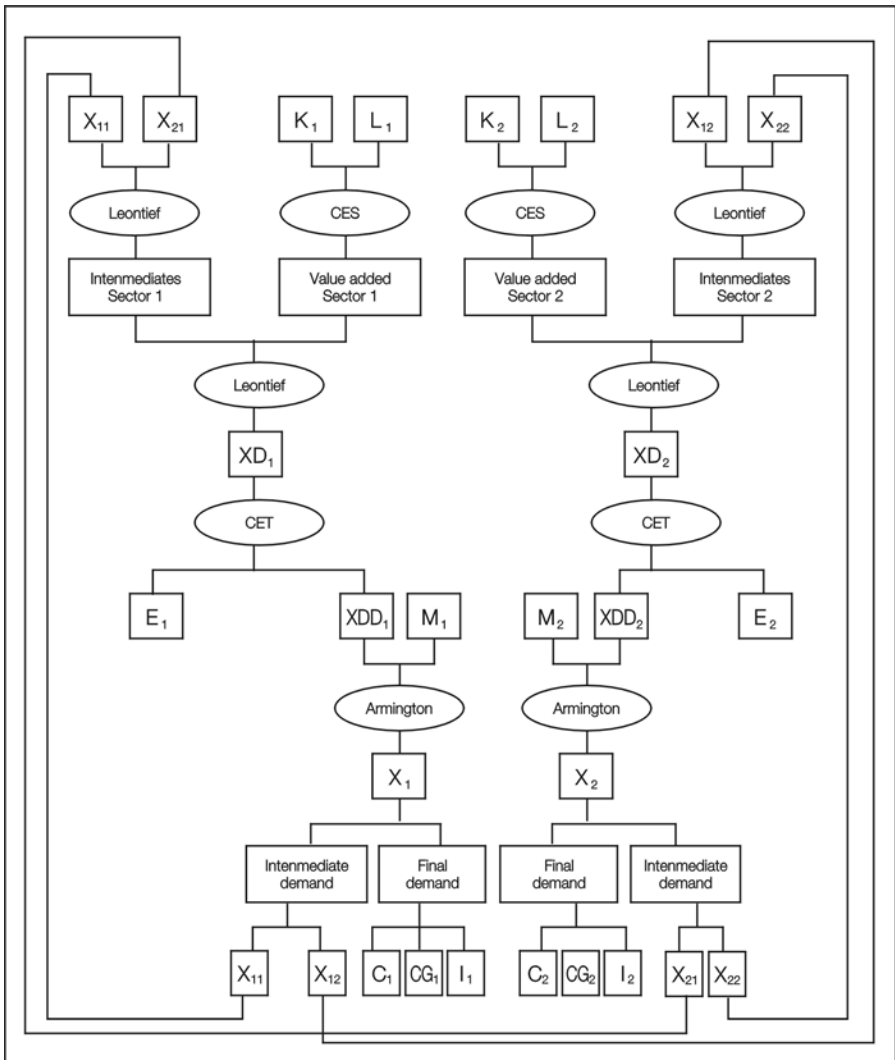 X₁₁ X₂₁ K₁ L₁ K₂ L₂ X₁₂ X₂₂
Leontief CES CES Leontief
Intenmediates Value added Value added Intenmediates
Sector 1 Sector 1 Sector 2 Sector 2
Leontief Leontief
XD₁ XD₂
CET CET
E₁ XDD₁ M₁ M₂ XDD₂ E₂
Armington Armington
X₁ X₂
Intenmediate Final Final Intenmediate
demand demand demand demand
X₁₁ X₁₂ C₁ CG₁ I₁ C₂ CG₂ I₂ X₂₁ X₂₂